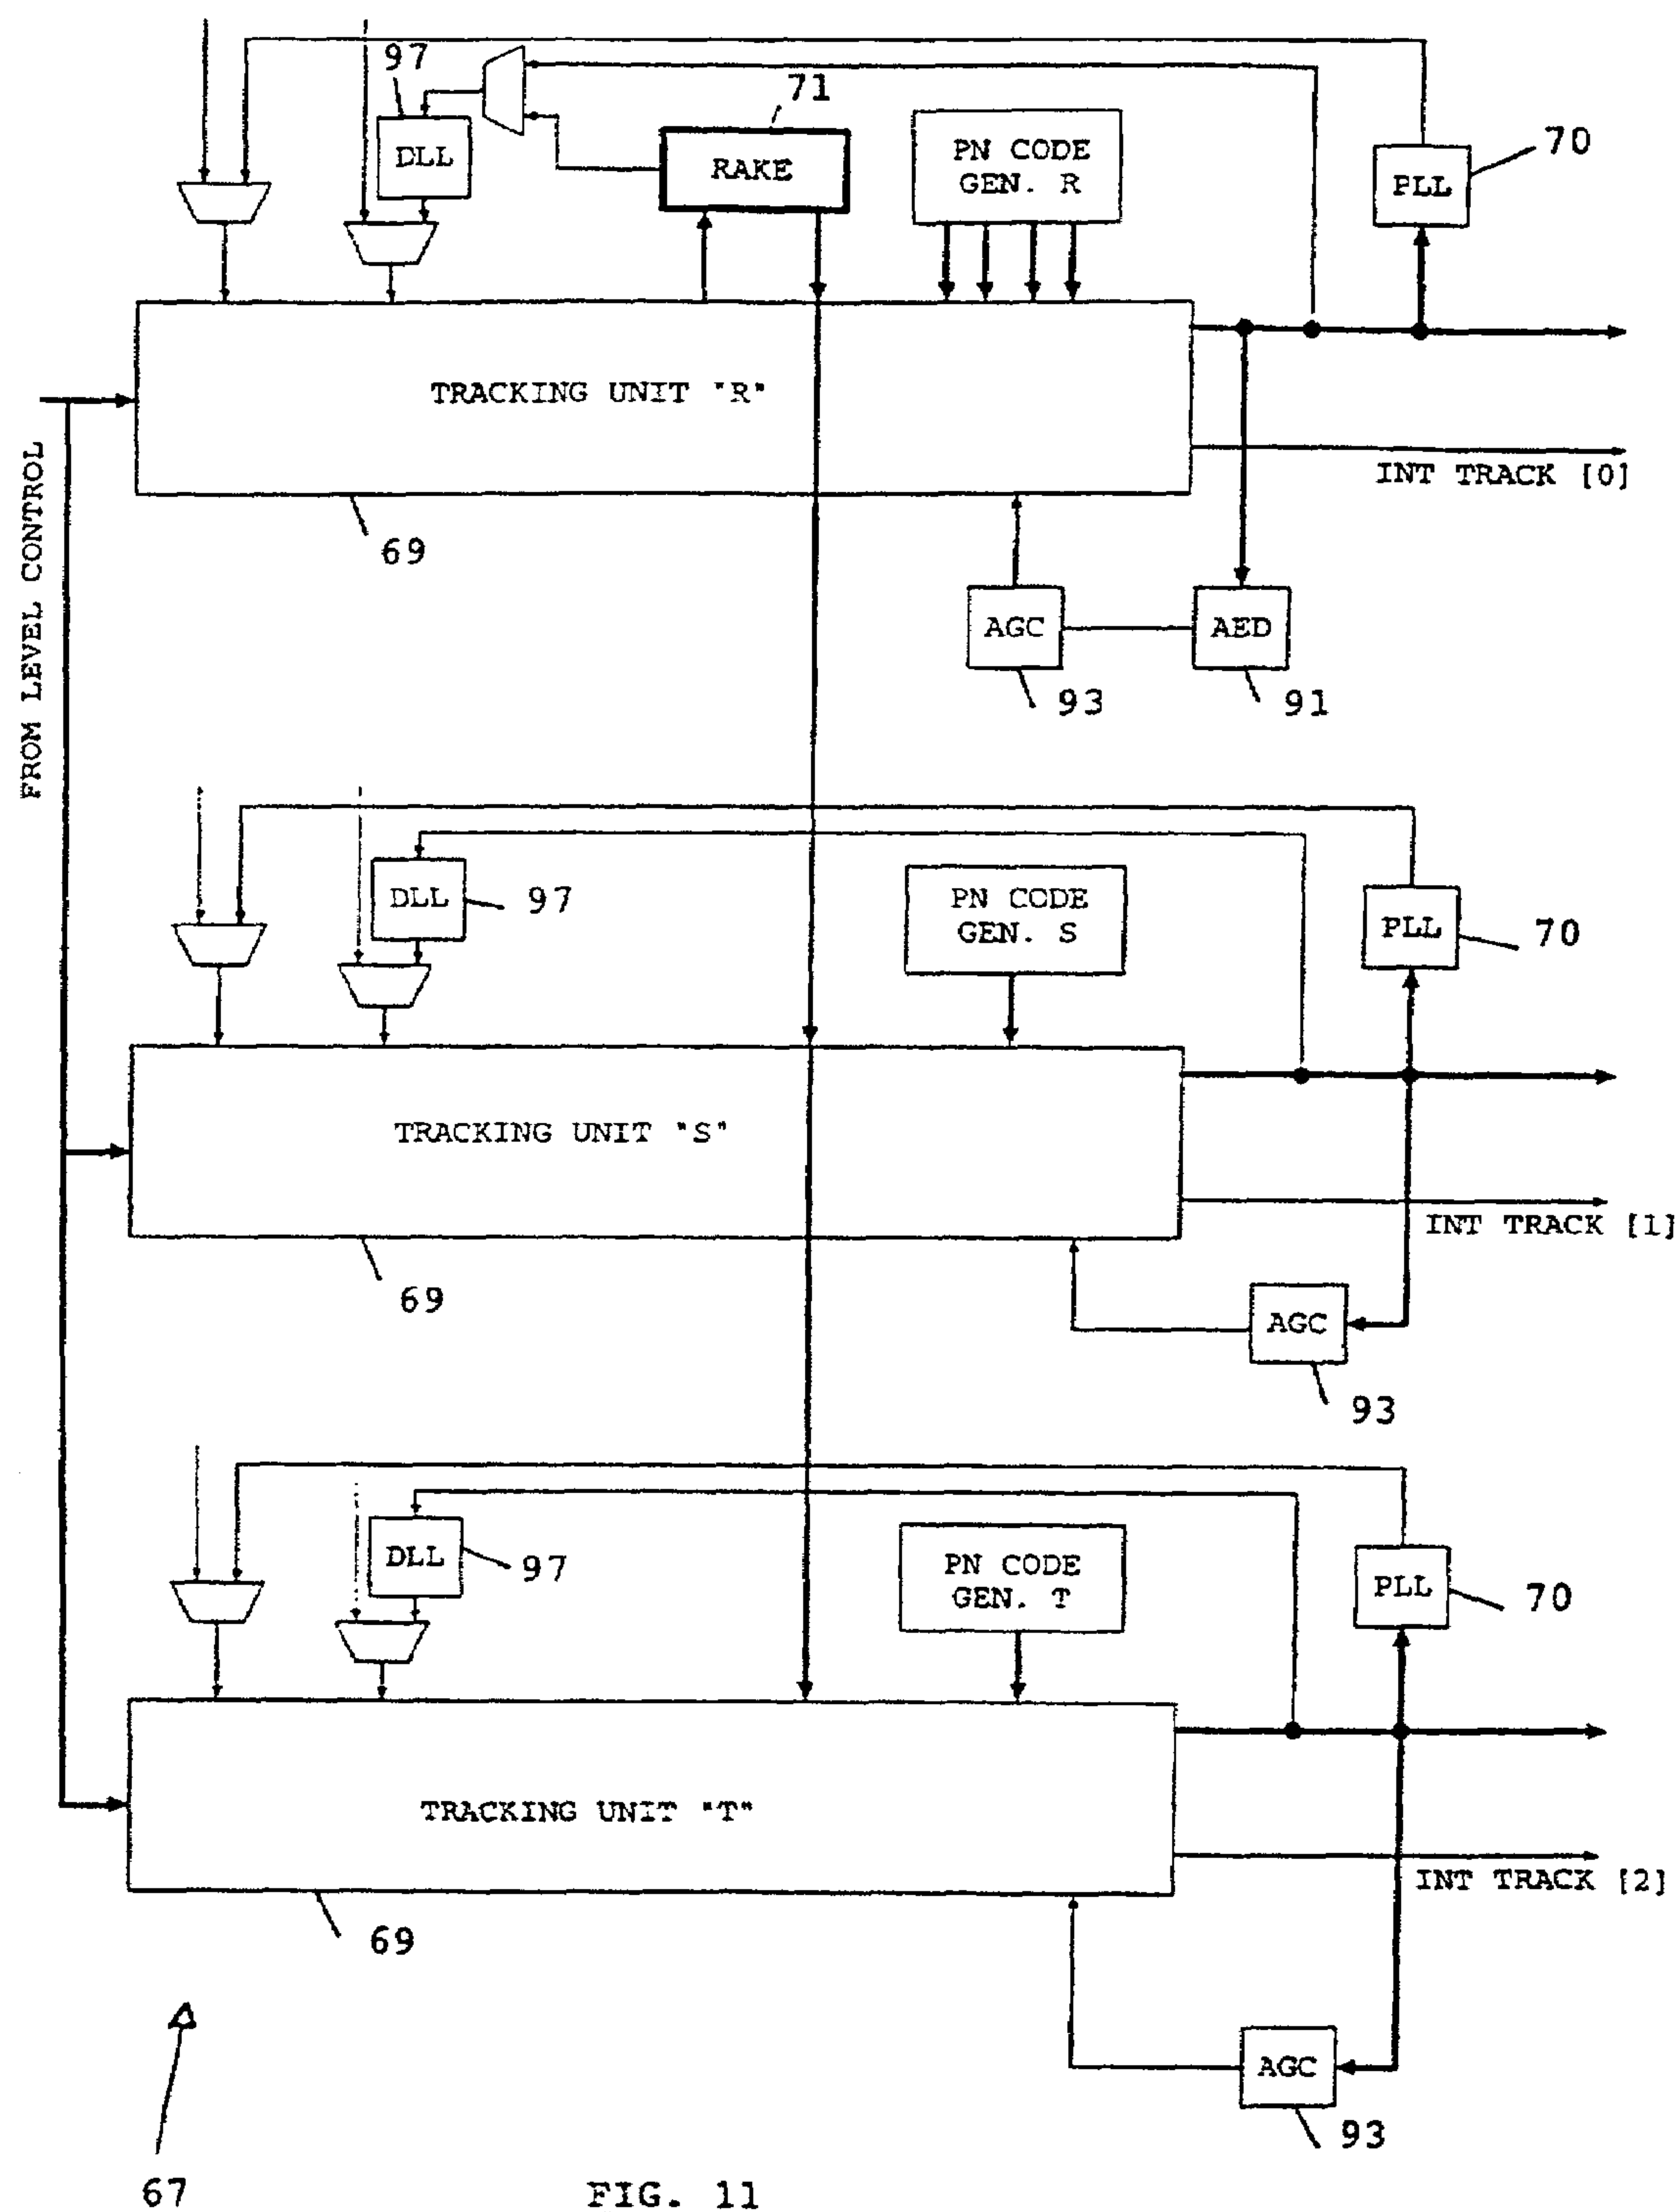 97
71
DLL
RAKE
PN CODE
GEN. R
PLL
70
FROM LEVEL CONTROL
TRACKING UNIT "R"
INT TRACK [0]
69
AGC
AED
93
91
DLL
97
PN CODE
GEN. S
PLL
70
TRACKING UNIT "S"
INT TRACK [1]
69
AGC
93
DLL
97
PN CODE
GEN. T
PLL
70
TRACKING UNIT "T"
INT TRACK [2]
69
AGC
93
67
FIG. 11